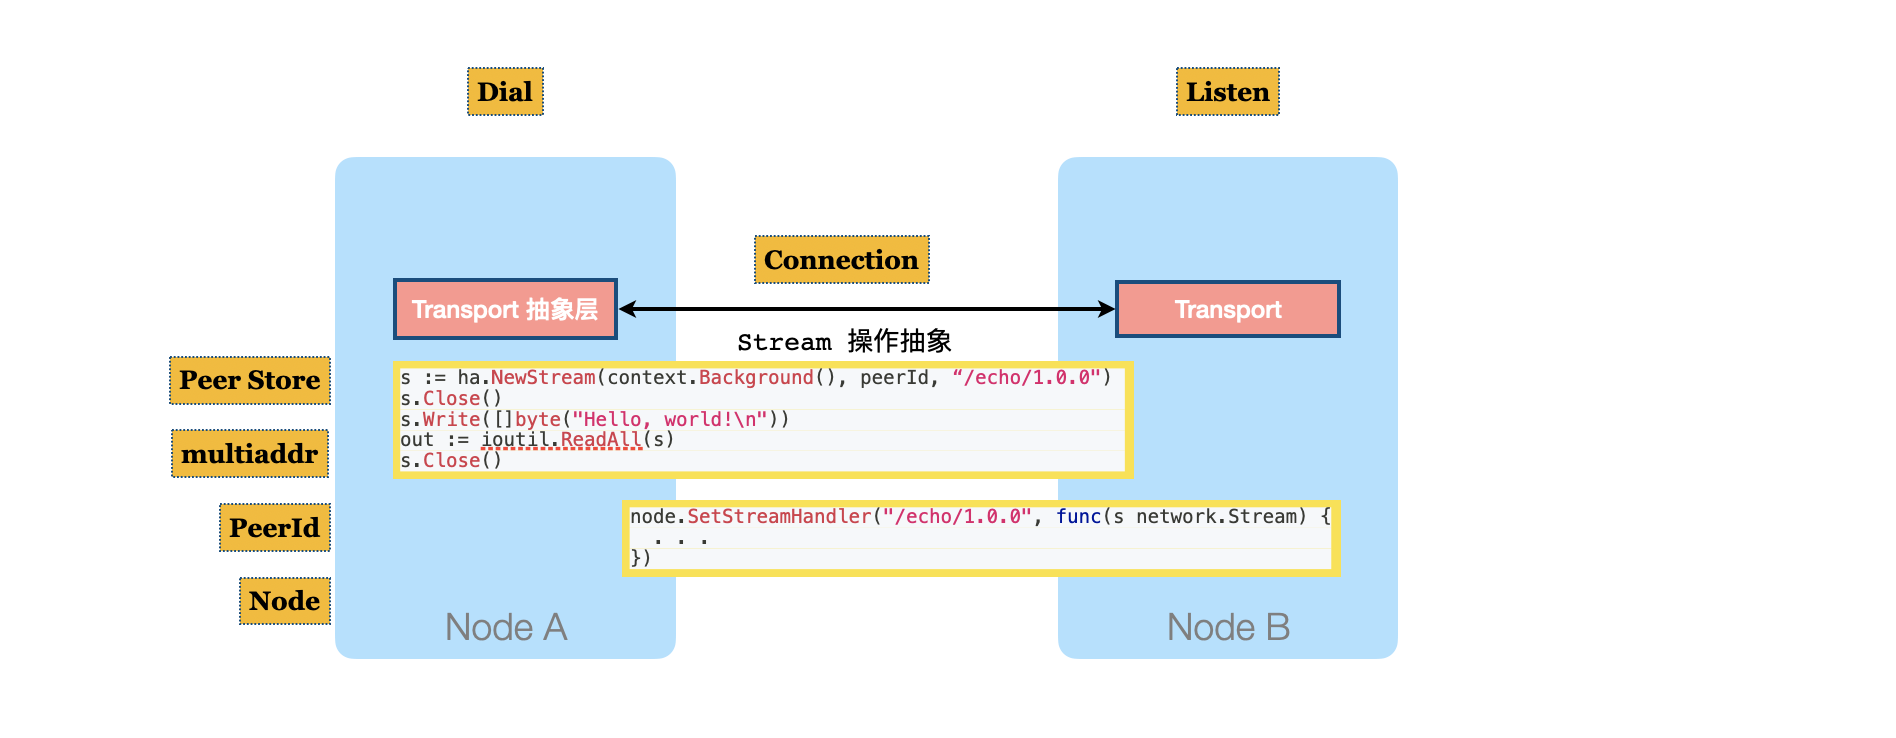 Dial
Listen
Connection
Transport 抽象层
Transport
Stream 操作抽象
Peer Store
multiaddr
PeerId
Node
s := ha.NewStream(context.Background(), peerId, “/echo/1.0.0")
s.Close()
s.Write([]byte("Hello, world!\n"))
out := ioutil.ReadAll(s)
s.Close()
node.SetStreamHandler("/echo/1.0.0", func(s network.Stream) {
. . .
})
Node A
Node B